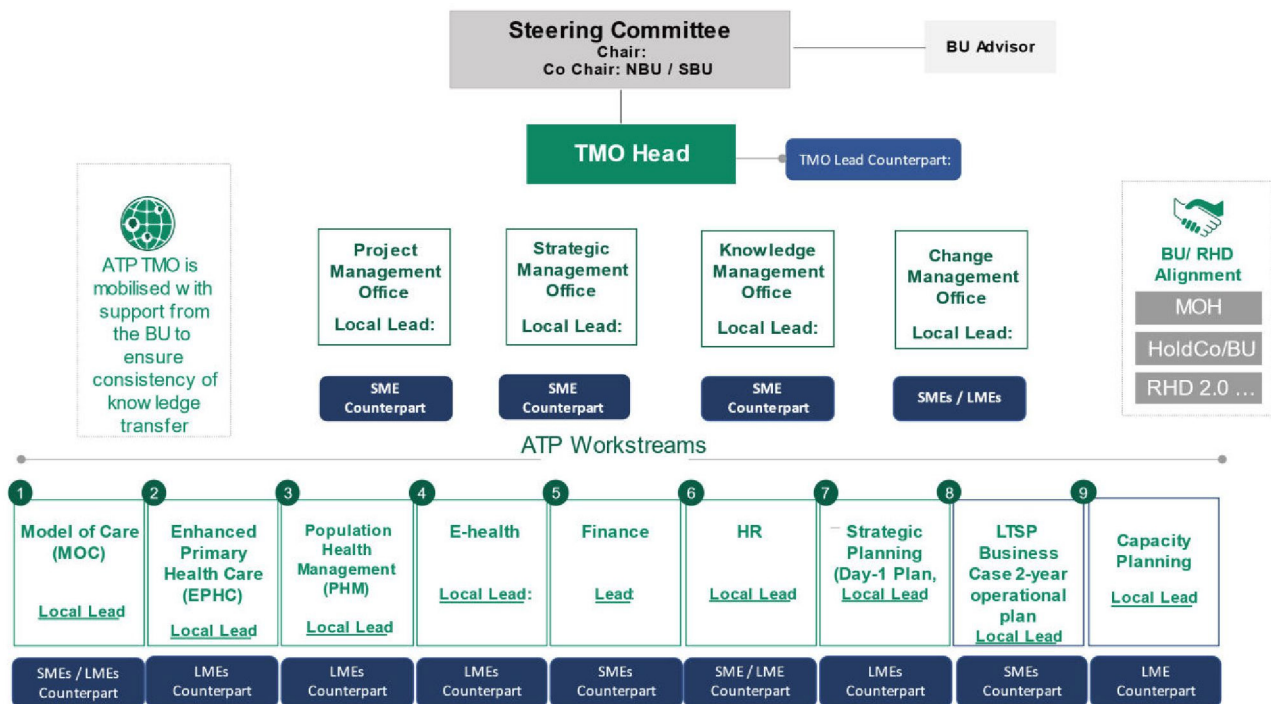 Steering Committee
Chair:
Co Chair: NBU / SBU
BU Advisor
TMO Head
TMO Lead Counterpart:
ATP TMO is
mobilised with
support from
the BU to
ensure
consistency of
knowledge
transfer
Project
Management
Office
Local Lead:
Strategic
Management
Office
Local Lead:
Knowledge
Management
Office
Local Lead:
Change
Management
Office
Local Lead:
BU/ RHD
Alignment
MOH
HoldCo/BU
RHD 2.0 ...
SME
Counterpart
SME
Counterpart
SME
Counterpart
SMEs / LMEs
ATP Workstreams
1
Model of Care
(MOC)
Local Lead
2
Enhanced
Primary
Health Care
(EPHC)
Local Lead
3
Population
Health
Management
(PHM)
Local Lead
4
E-health
Local Lead:
5
Finance
Lead:
6
HR
Local Lead
7
Strategic
Planning
(Day-1 Plan,
Local Lead
8
LTSP
Business
Case 2-year
operational
plan
Local Lead
9
Capacity
Planning
Local Lead
SMEs / LMEs
Counterpart
LMEs
Counterpart
LMEs
Counterpart
LMEs
Counterpart
SMEs
Counterpart
SME / LME
Counterpart
LMEs
Counterpart
SMEs
Counterpart
LME
Counterpart